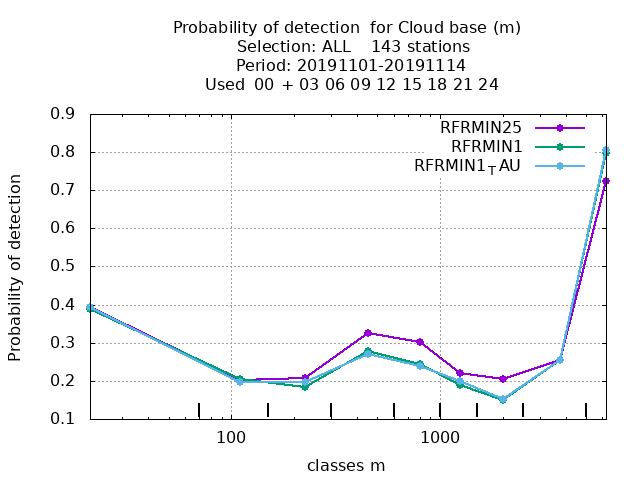 Probability of detection  for Cloud base (m)
Selection: ALL    143 stations
Period: 20191101-20191114
Used  00 + 03 06 09 12 15 18 21 24
RFRMIN25
RFRMIN1
RFRMIN1TAU
0.9
0.8
0.7
0.6
0.5
0.4
0.3
0.2
0.1
Probability of detection
100
1000
classes m